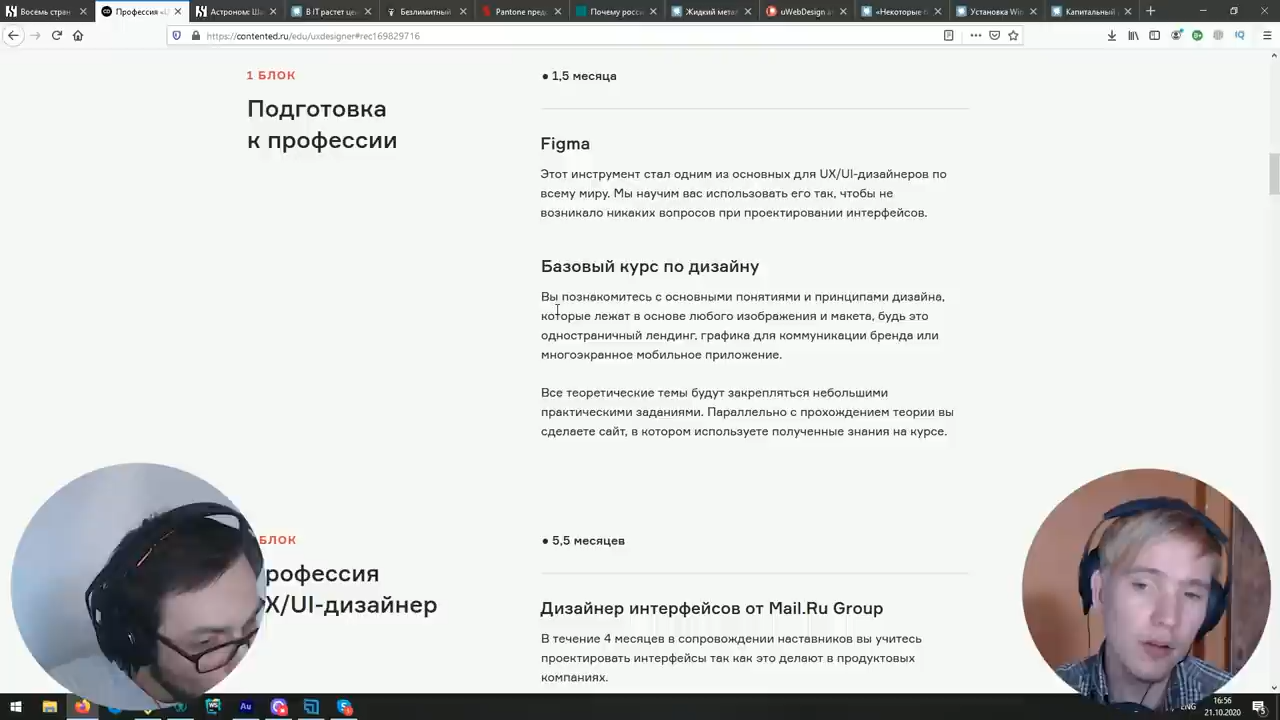 Восемь стран
Профессия «U
Астроном: Ша
В IT растет це
Безлимитный
Pantone пред
Почему росси
Жидкий метал
uWebDesign и
«Некоторые б
Установка Win
Капитальный
https://contented.ru/edu/uxdesigner#rec169829716
1 БЛОК
Подготовка
к профессии
● 1,5 месяца
Figma
Этот инструмент стал одним из основных для UX/UI-дизайнеров по
всему миру. Мы научим вас использовать его так, чтобы не
возникало никаких вопросов при проектировании интерфейсов.
Базовый курс по дизайну
Вы познакомитесь с основными понятиями и принципами дизайна,
которые лежат в основе любого изображения и макета, будь это
одностраничный лендинг, графика для коммуникации бренда или
многоэкранное мобильное приложение.
Все теоретические темы будут закрепляться небольшими
практическими заданиями. Параллельно с прохождением теории вы
сделаете сайт, в котором используете полученные знания на курсе.
БЛОК
рофессия
X/UI-дизайнер
● 5,5 месяцев
Дизайнер интерфейсов от Mail.Ru Group
В течение 4 месяцев в сопровождении наставников вы учитесь
проектировать интерфейсы так как это делают в продуктовых
компаниях.
ENG
16:56
21.10.2020